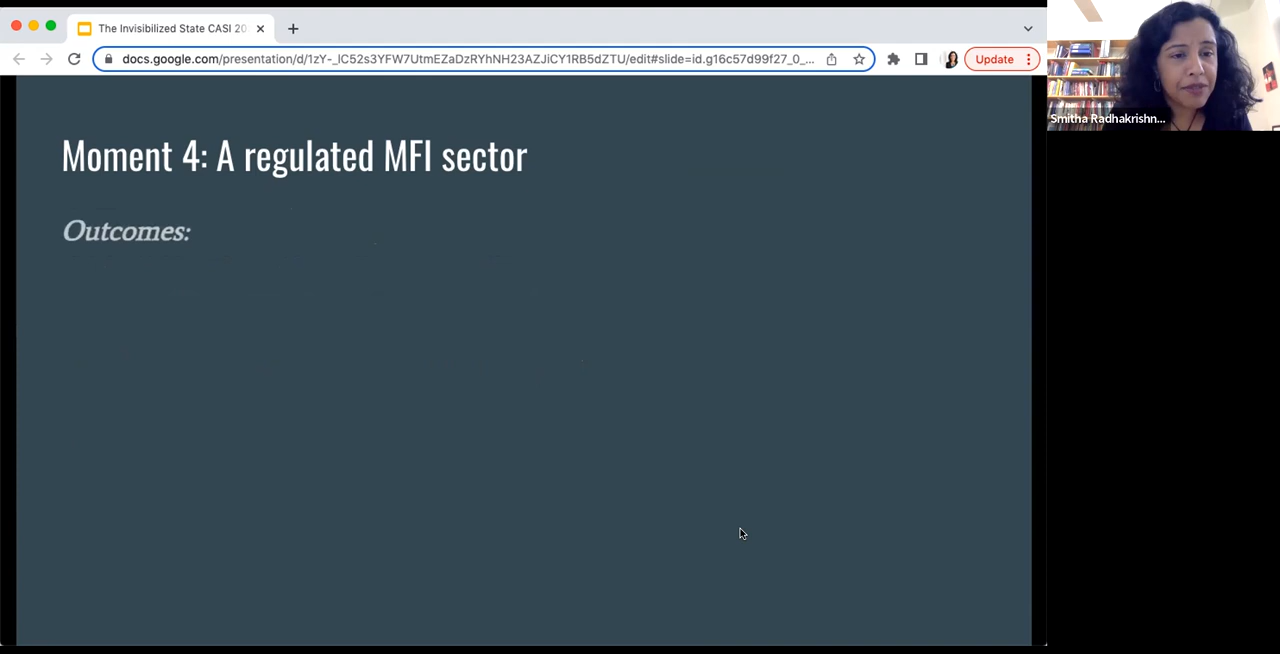 The Invisibilized State CASI 20
docs.google.com/presentation/d/1zY-_lC52s3YFW7UtmEZaDzRYhNH23AZJiCY1RB5dZTU/edit#slide=id.g16c57d99f27_0_...
Update
Smitha Radhakrishn...
Moment 4: A regulated MFI sector
Outcomes: